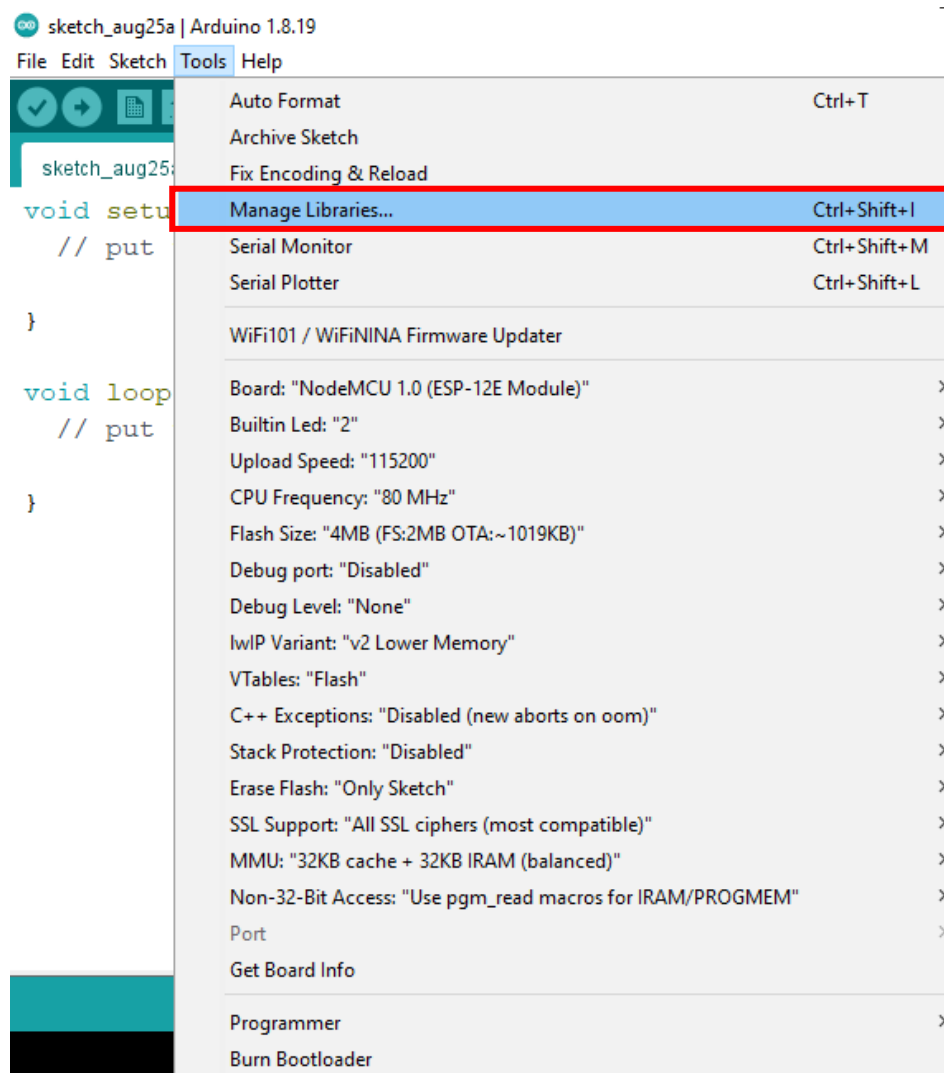 sketch_aug25a | Arduino 1.8.19
File Edit Sketch Tools Help
Auto Format Ctrl+T
Archive Sketch
sketch_aug25a
Fix Encoding & Reload
void setu
Manage Libraries... Ctrl+Shift+I
// put
Serial Monitor Ctrl+Shift+M
Serial Plotter Ctrl+Shift+L
}
WiFi101 / WiFiNINA Firmware Updater
void loop
Board: "NodeMCU 1.0 (ESP-12E Module)"
// put
Builtin Led: "2"
Upload Speed: "115200"
CPU Frequency: "80 MHz"
}
Flash Size: "4MB (FS:2MB OTA:~1019KB)"
Debug port: "Disabled"
Debug Level: "None"
lwIP Variant: "v2 Lower Memory"
VTables: "Flash"
C++ Exceptions: "Disabled (new aborts on oom)"
Stack Protection: "Disabled"
Erase Flash: "Only Sketch"
SSL Support: "All SSL ciphers (most compatible)"
MMU: "32KB cache + 32KB IRAM (balanced)"
Non-32-Bit Access: "Use pgm_read macros for IRAM/PROGMEM"
Port
Get Board Info
Programmer
Burn Bootloader